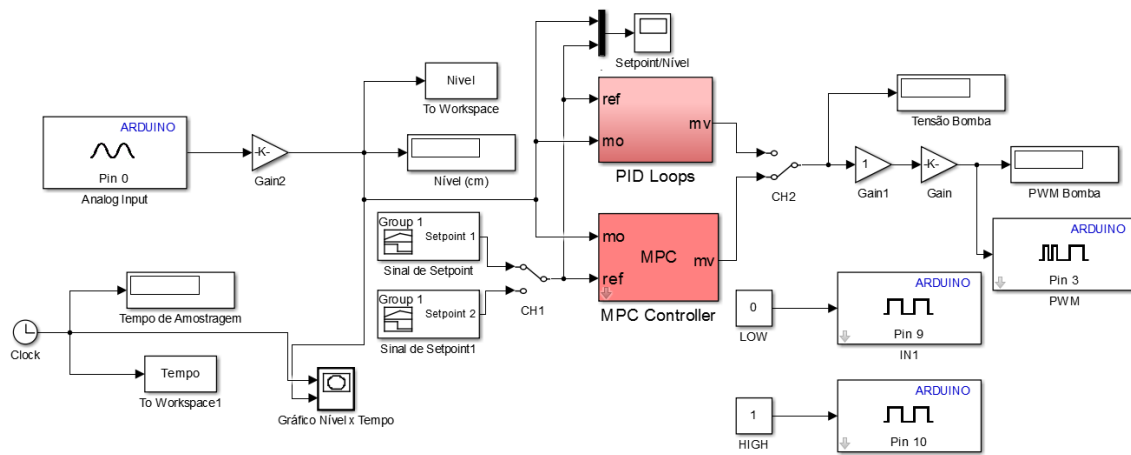 ARDUINO
Pin 0
Analog Input
-K-
Gain2
Nivel
To Workspace
Nível (cm)
Setpoint/Nível
ref
mo
mv
PID Loops
Group 1
Setpoint 1
Sinal de Setpoint
Group 1
Setpoint 2
Sinal de Setpoint1
CH1
mo
ref
MPC
mv
MPC Controller
CH2
Tensão Bomba
1
Gain1
-K-
Gain
PWM Bomba
ARDUINO
Pin 3
PWM
0
LOW
ARDUINO
Pin 9
IN1
1
HIGH
ARDUINO
Pin 10
Clock
Tempo de Amostragem
Tempo
To Workspace1
Gráfico Nível x Tempo